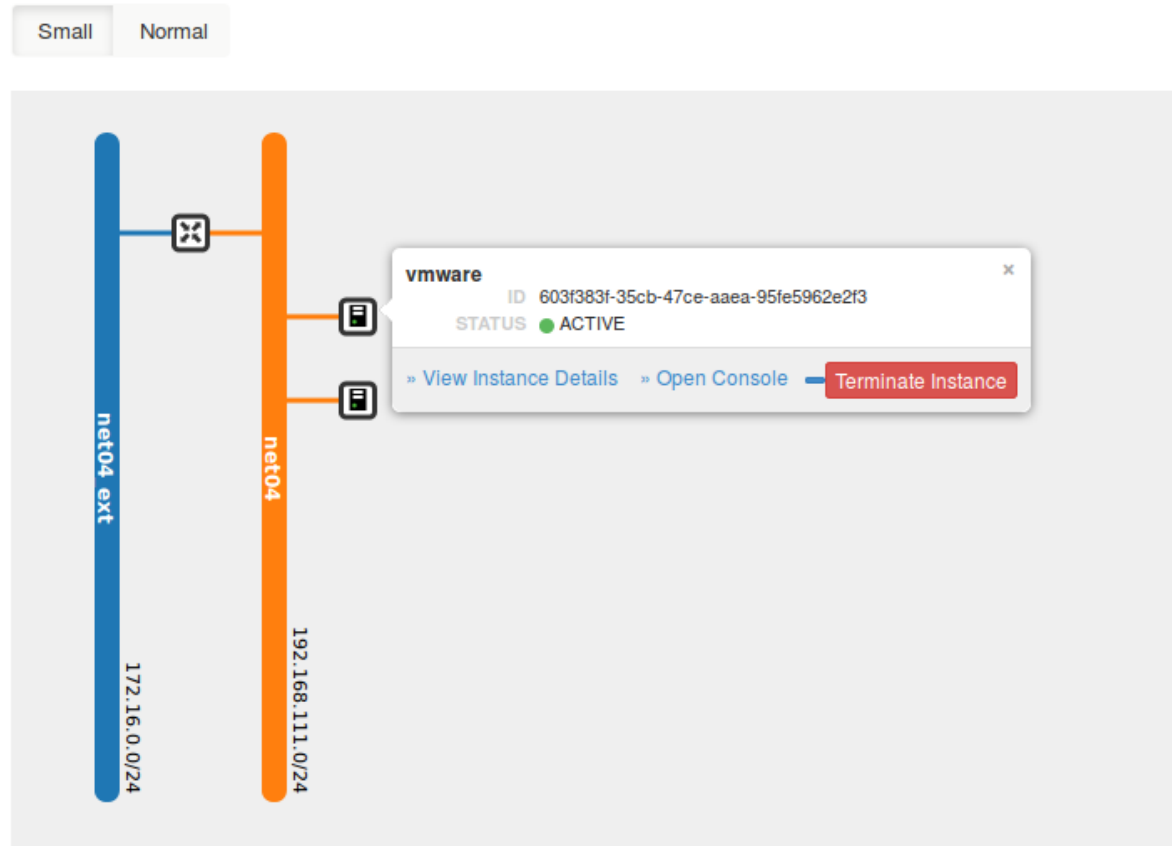 Small Normal
vmware ×
ID 603f383f-35cb-47ce-aaea-95fe5962e2f3
STATUS ACTIVE
» View Instance Details » Open Console Terminate Instance
net04_ext
net04
172.16.0.0/24
192.168.111.0/24